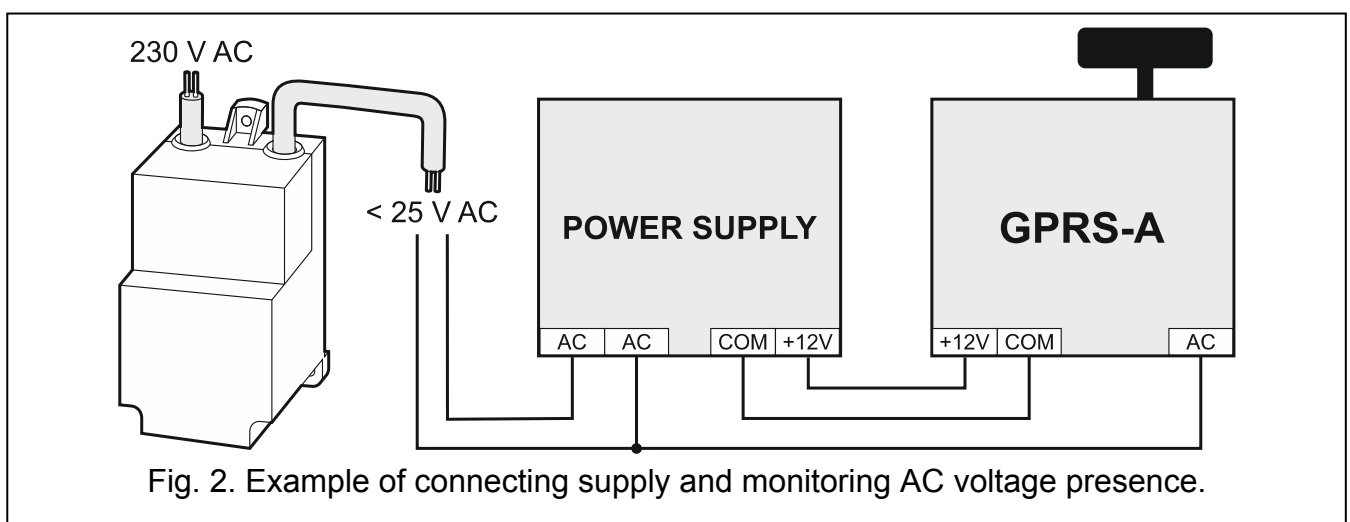 230 V AC
< 25 V AC
POWER SUPPLY
GPRS-A
AC AC COM +12V
+12V COM AC
Fig. 2. Example of connecting supply and monitoring AC voltage presence.